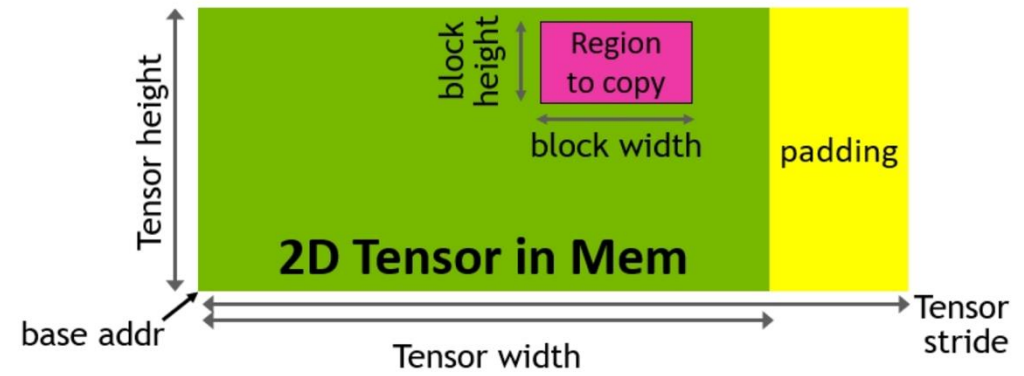 Tensor height
block
height
Region
to copy
block width
padding
2D Tensor in Mem
base addr
Tensor width
Tensor
stride